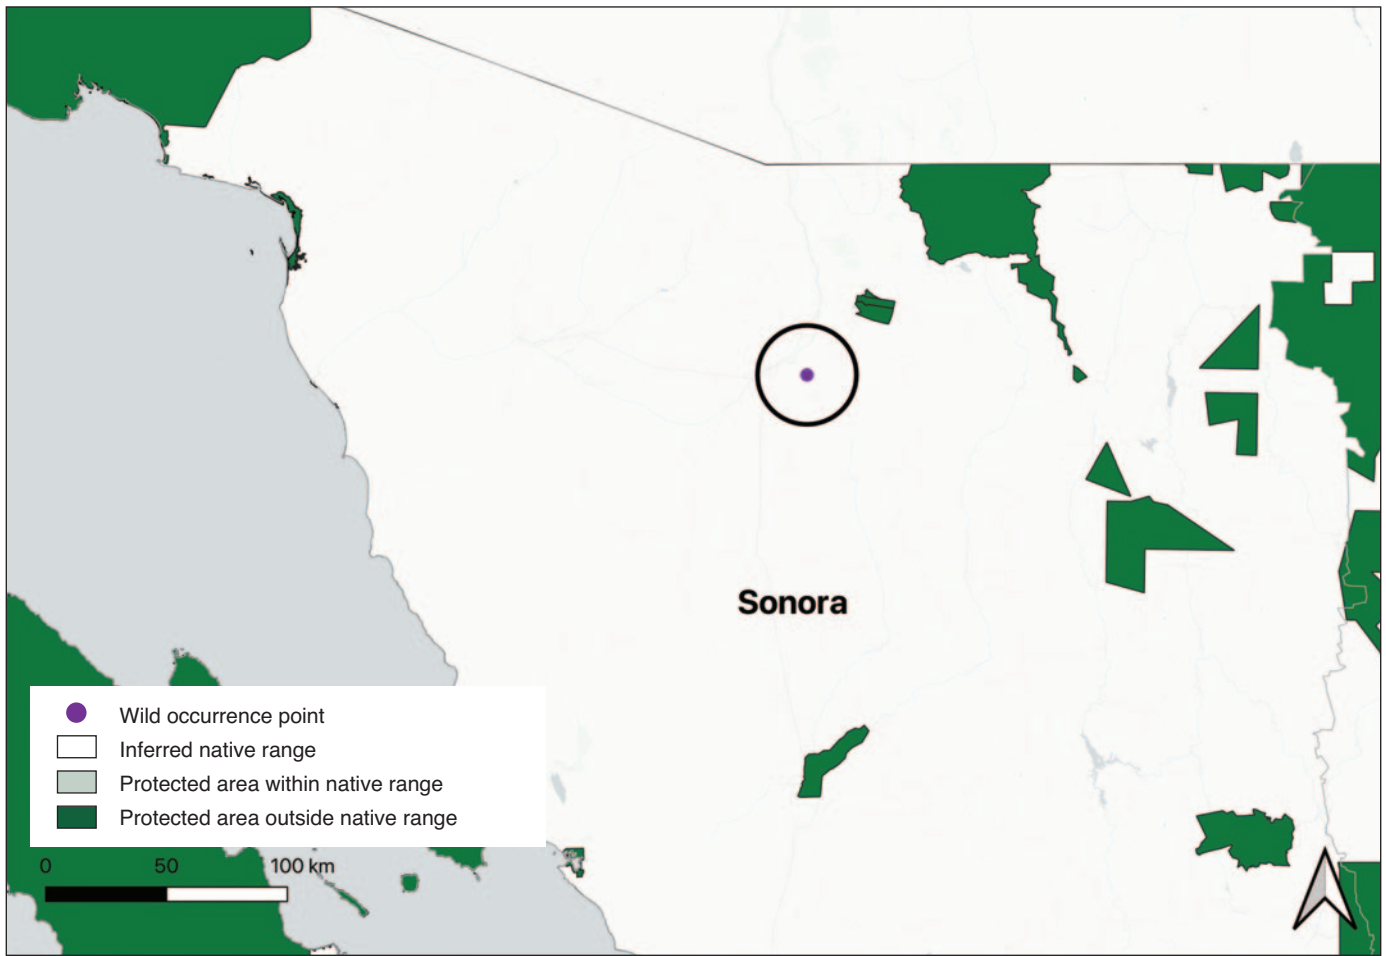 Sonora
Wild occurrence point
Inferred native range
Protected area within native range
Protected area outside native range
0 50 100 km